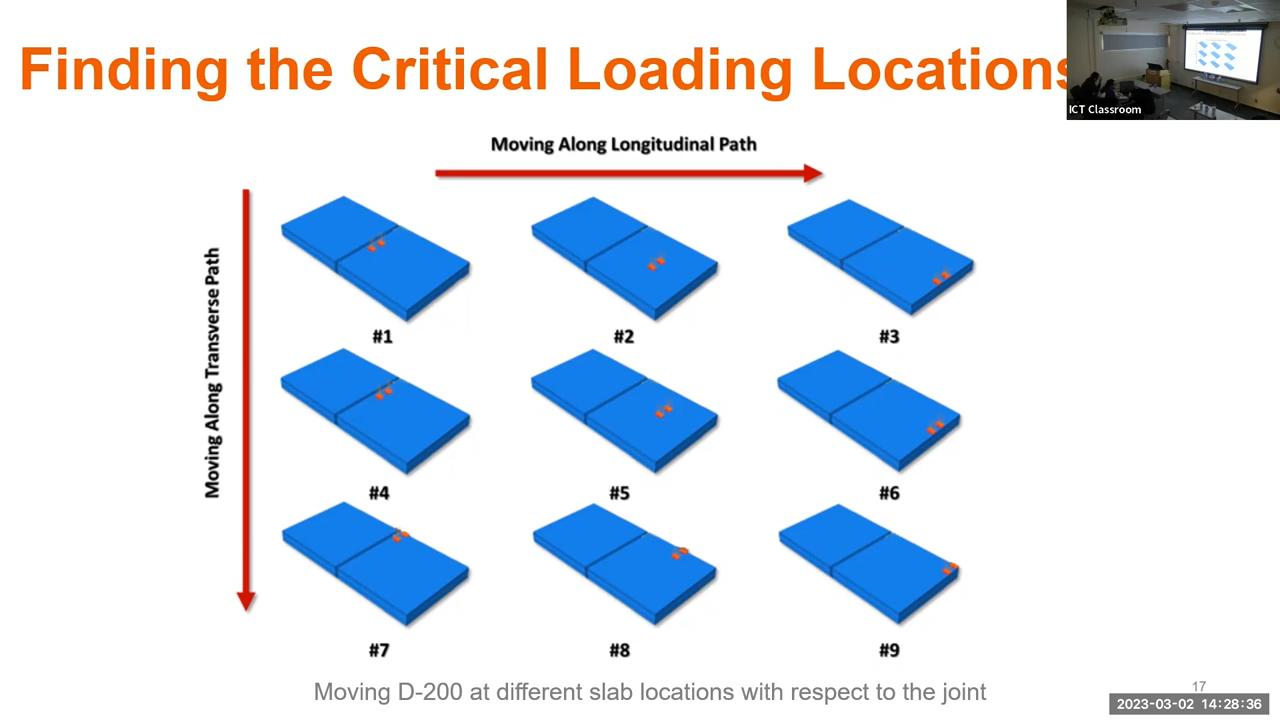 Finding the Critical Loading Locations
ICT Classroom
Moving Along Longitudinal Path
Moving Along Transverse Path
#1
#2
#3
#4
#5
#6
#7
#8
#9
Moving D-200 at different slab locations with respect to the joint
17
2023-03-02 14:28:36